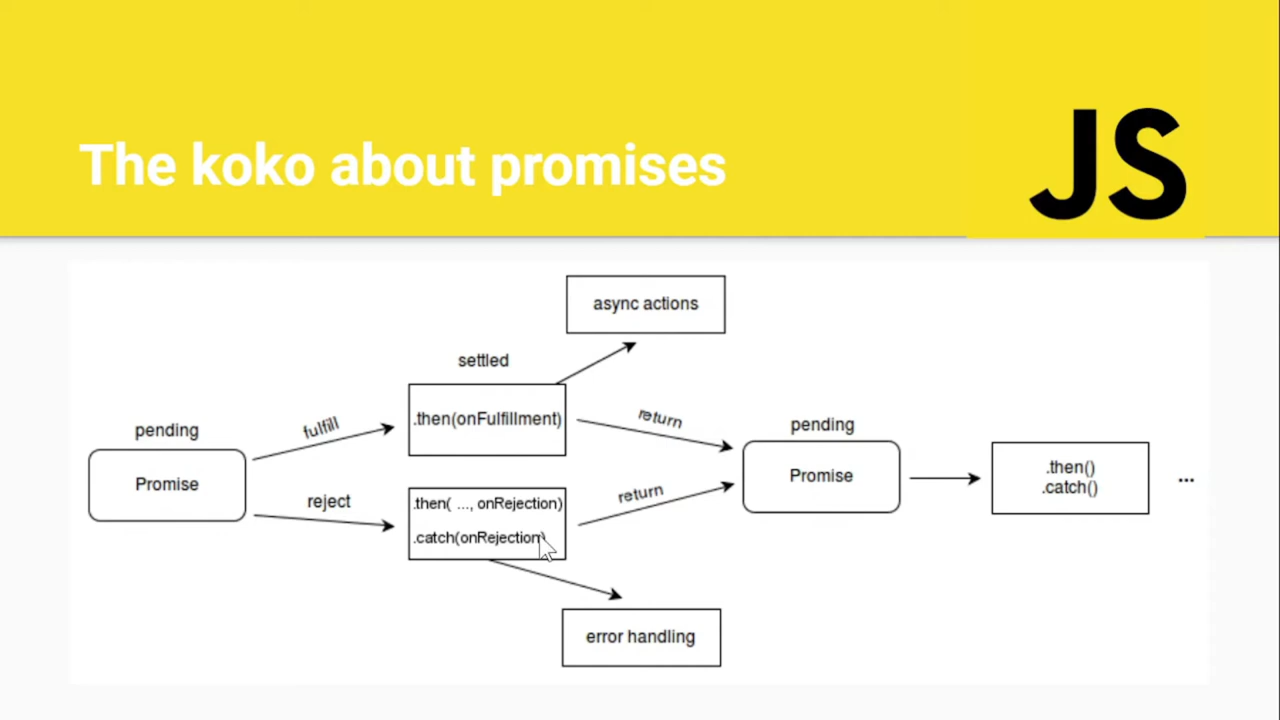 The koko about promises
JS
async actions
settled
.then(onFulfillment)
pending
Promise
fulfill
reject
.then( ..., onRejection)
.catch(onRejection)
return
return
pending
Promise
.then()
.catch()
...
error handling